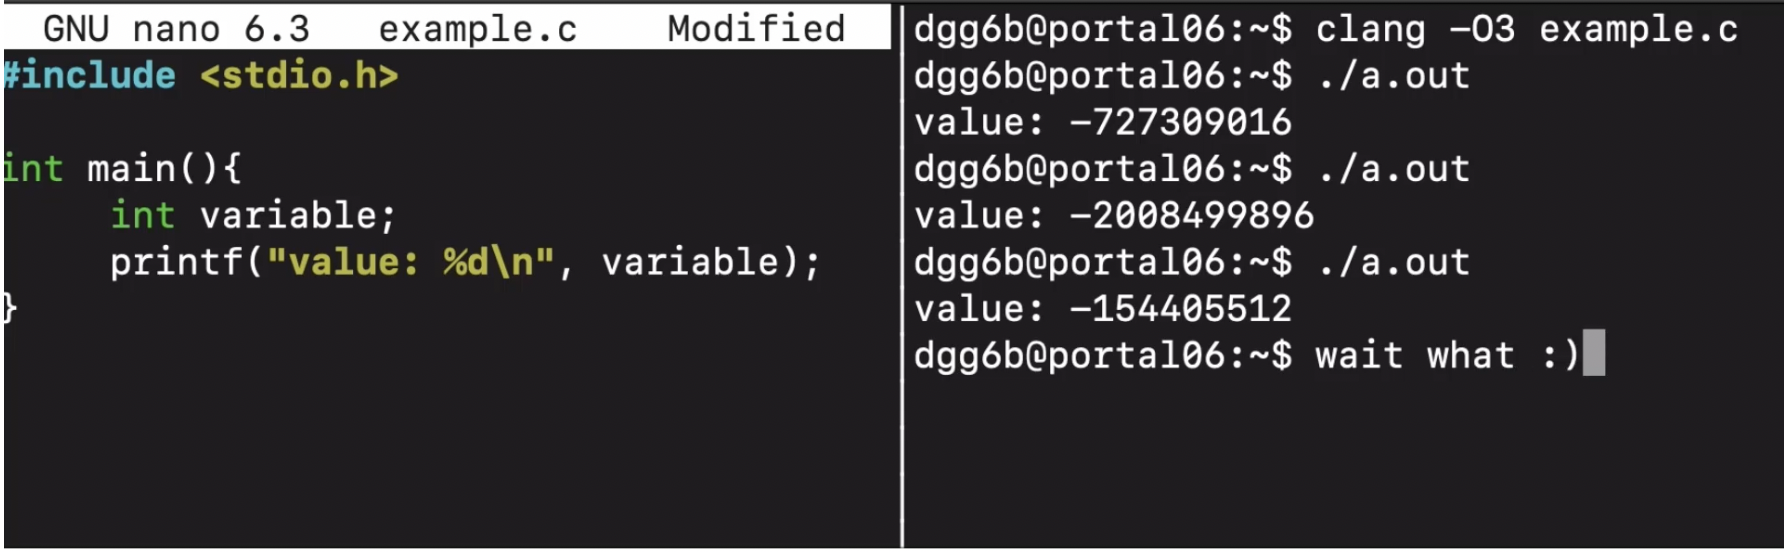 GNU nano 6.3 example.c Modified
#include <stdio.h>
int main(){
int variable;
printf("value: %d\n", variable);
}
dgg6b@portal06:~$ clang -O3 example.c
dgg6b@portal06:~$ ./a.out
value: -727309016
dgg6b@portal06:~$ ./a.out
value: -2008499896
dgg6b@portal06:~$ ./a.out
value: -154405512
dgg6b@portal06:~$ wait what :)